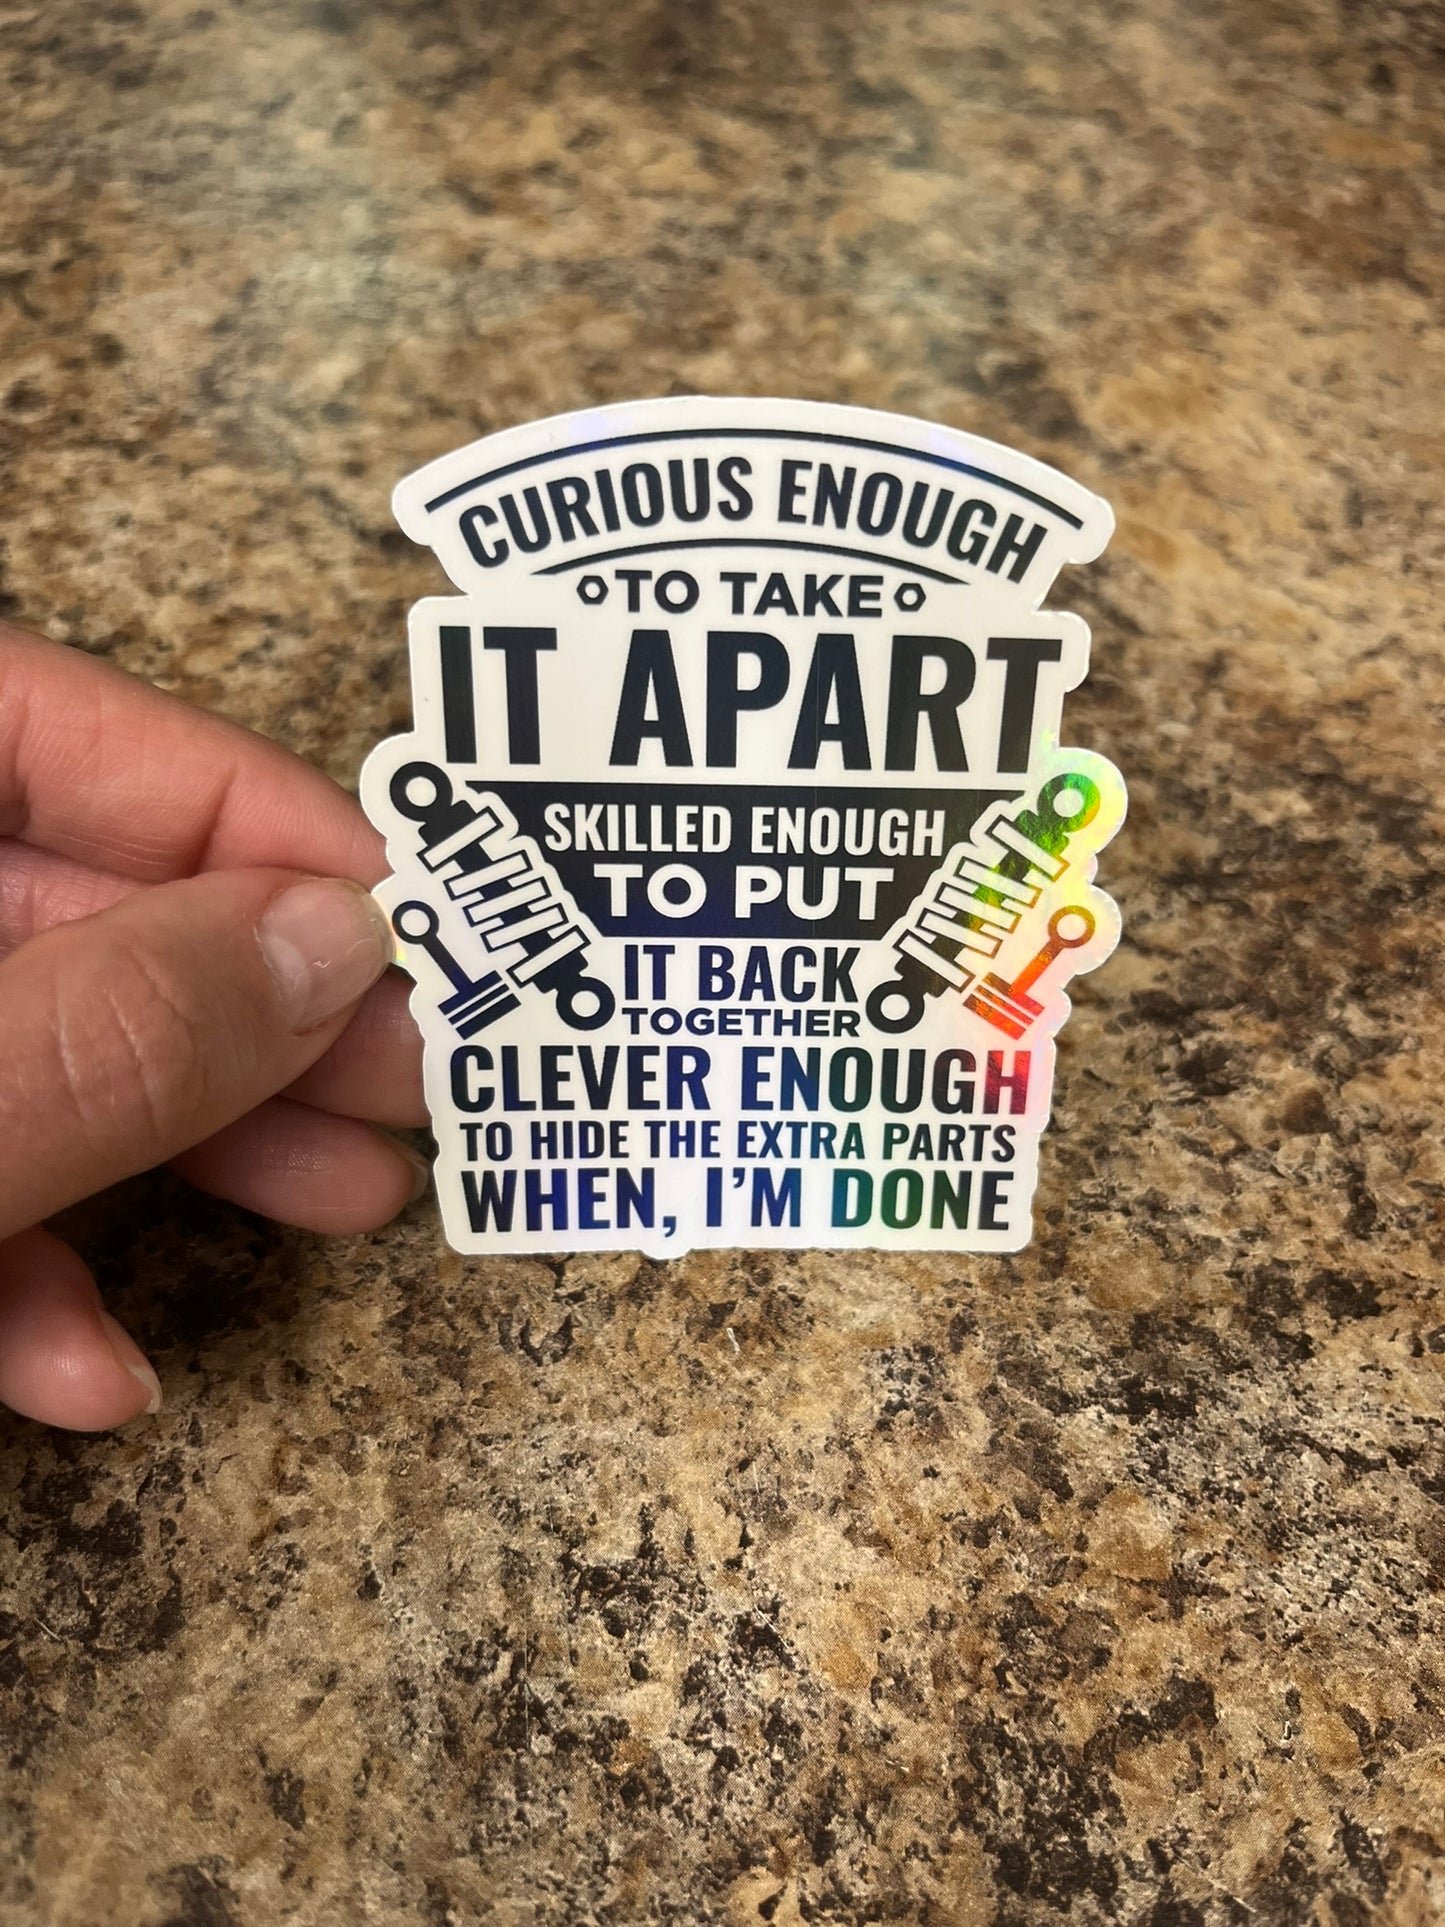 CURIOUS ENOUGH
TO TAKE
IT APART
SKILLED ENOUGH
TO PUT
IT BACK
TOGETHER
CLEVER ENOUGH
TO HIDE THE EXTRA PARTS
WHEN, I'M DONE